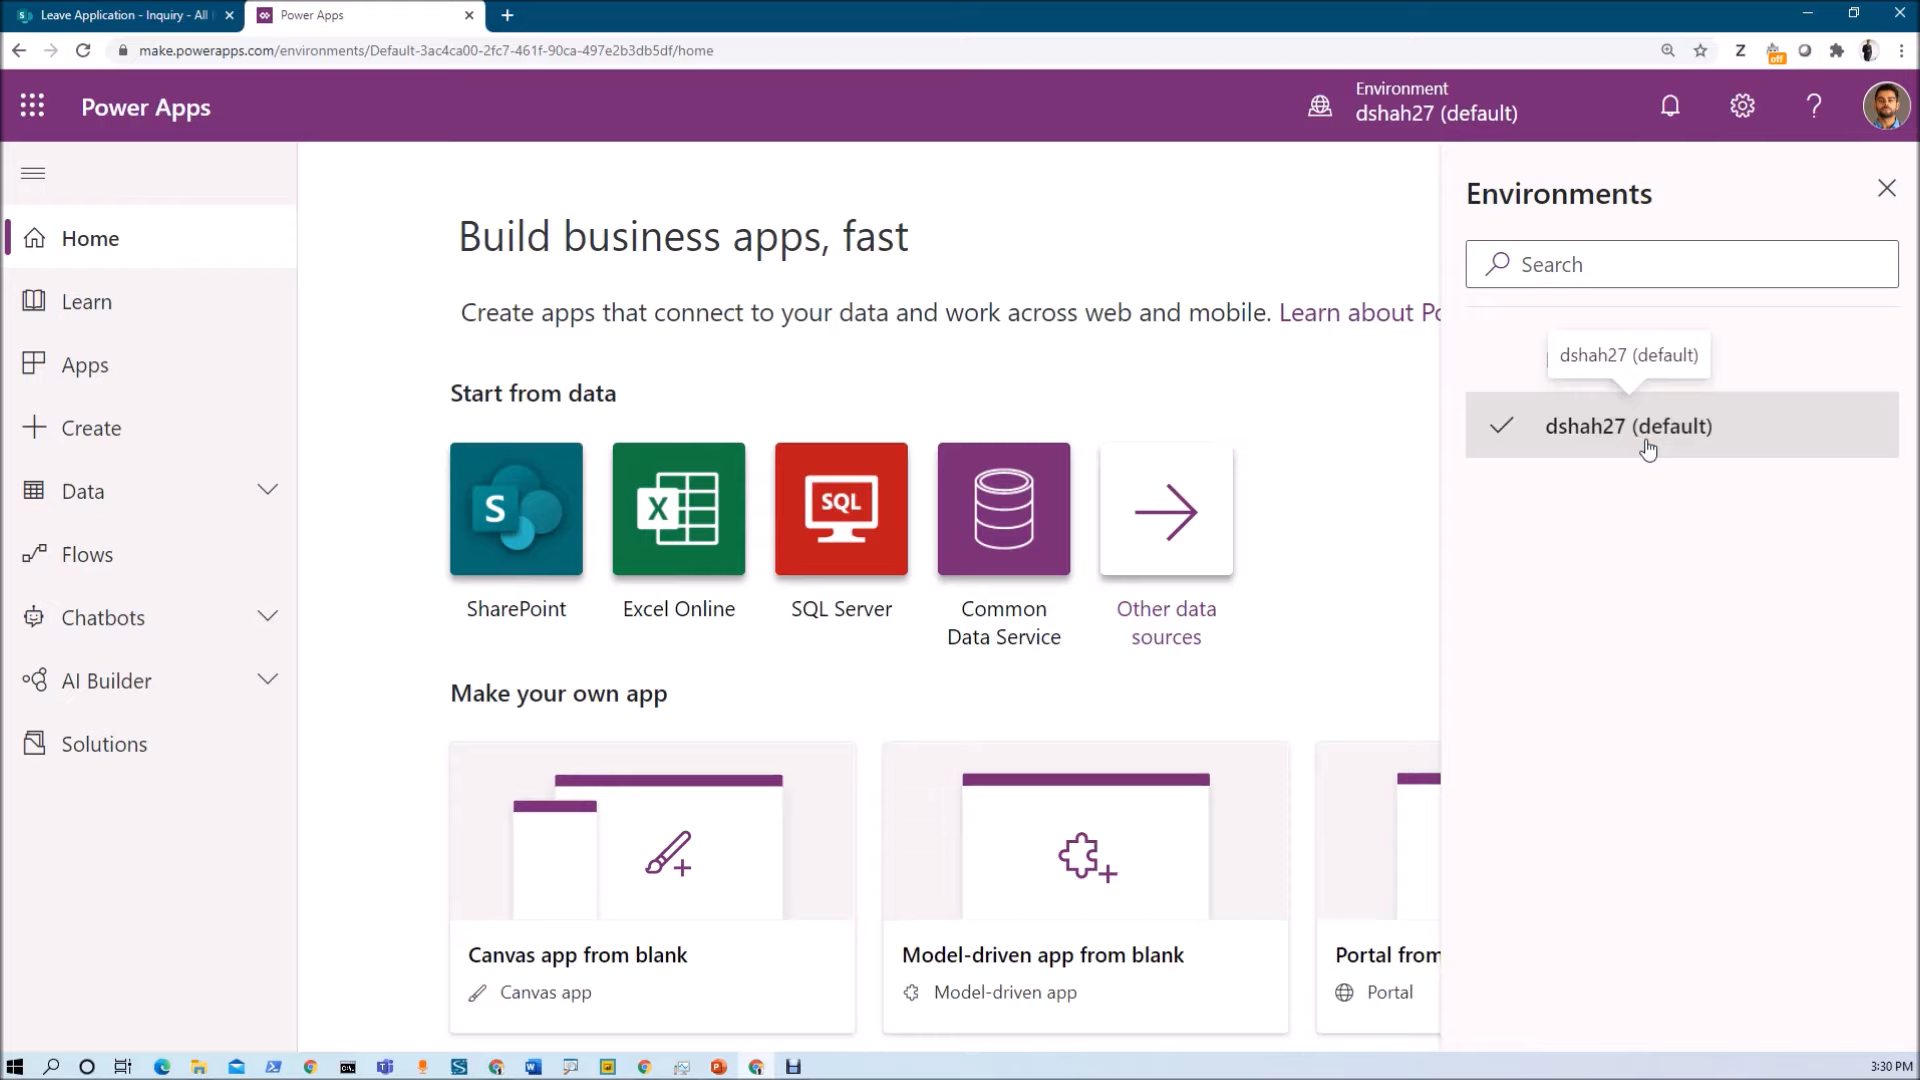 Leave Application - Inquiry - All
Power Apps
make.powerapps.com/environments/Default-3ac4ca00-2fc7-461f-90ca-497e2b3db5df/home
Z
off
Power Apps
Environment
dshah27 (default)
Home
Learn
Apps
Create
Data
Flows
Chatbots
AI Builder
Solutions
Build business apps, fast
Create apps that connect to your data and work across web and mobile. Learn about Po
Start from data
S
X
SQL
SharePoint
Excel Online
SQL Server
Common
Data Service
Other data
sources
Make your own app
Canvas app from blank
Canvas app
Model-driven app from blank
Model-driven app
Portal from
Portal
Environments
Search
dshah27 (default)
dshah27 (default)
3:30 PM